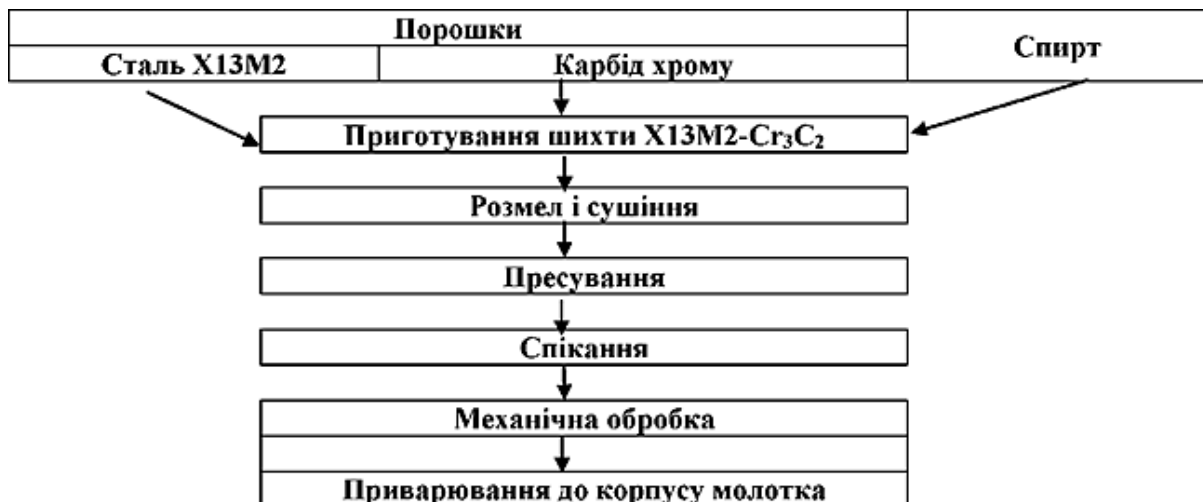 Порошки
Спирт
Сталь Х13М2
Карбід хрому
Приготування шихти Х13М2-Cr₃C₂
Розмел і сушіння
Пресування
Спікання
Механічна обробка
Приварювання до корпусу молотка